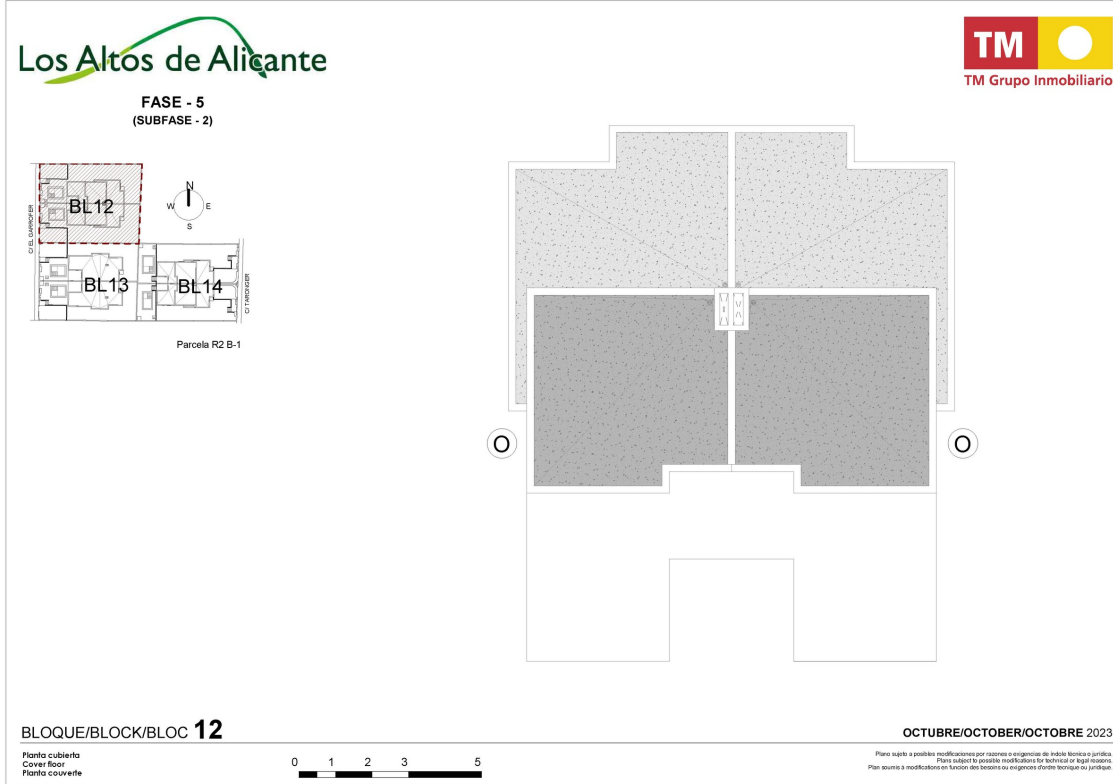 Los Altos de Alicante
TM
TM Grupo Inmobiliario
FASE - 5
(SUBFASE - 2)
BL12
N
W
E
S
C/ EL GARROFER
BL13
BL14
C/ TARONGER
Parcela R2 B-1
O
O
BLOQUE/BLOCK/BLOC 12
OCTUBRE/OCTOBER/OCTOBRE 2023
Planta cubierta
Cover floor
Planta couverte
0 1 2 3 5
Plano sujeto a posibles modificaciones por razones o exigencias de indole técnica o jurídica.
Plans subject to possible modifications for technical or legal reasons.
Plan soumis à modifications en funcion des besoins ou exigences d'ordre tecnique ou juridique.